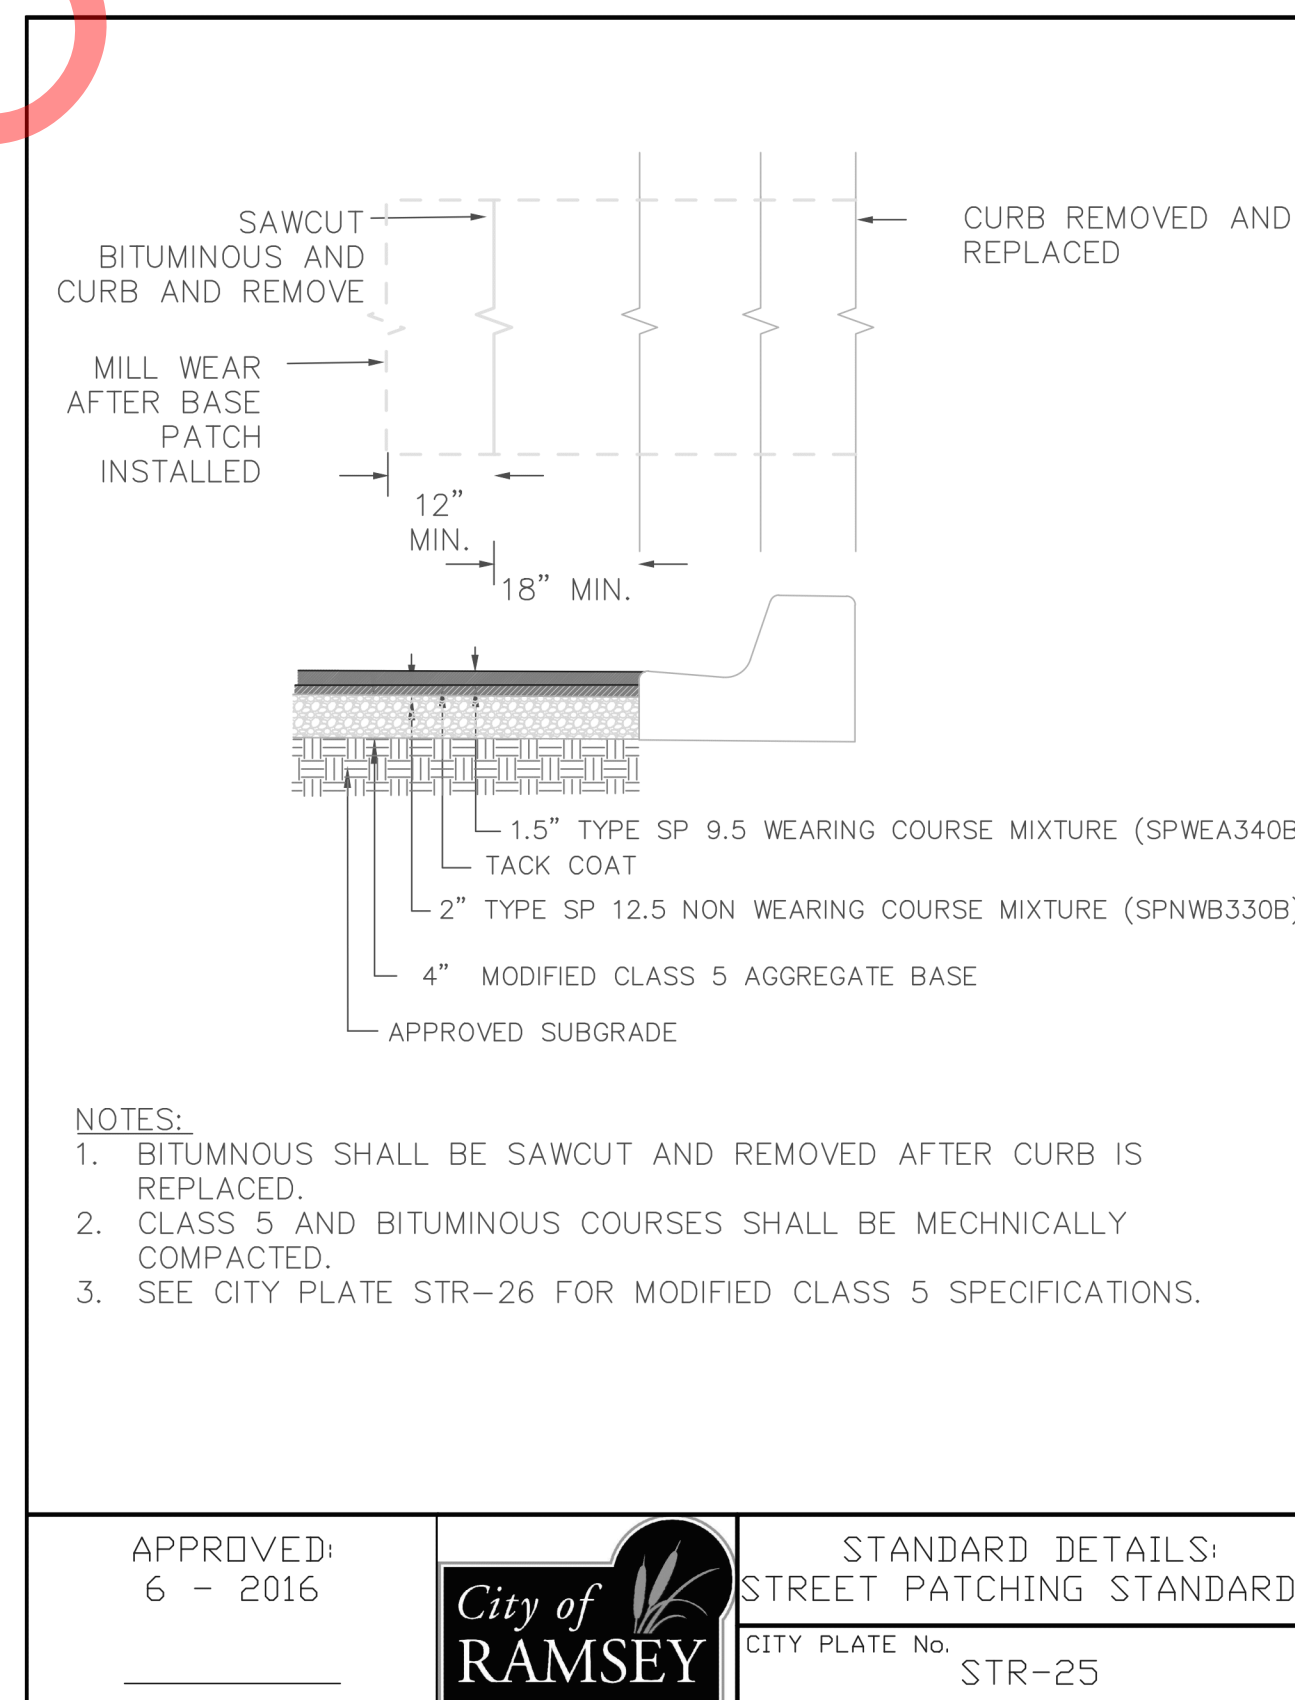 SAWCUT
BITUMINOUS AND
CURB AND REMOVE
CURB REMOVED AND
REPLACED
MILL WEAR
AFTER BASE
PATCH
INSTALLED
12"
MIN.
18" MIN.
1.5" TYPE SP 9.5 WEARING COURSE MIXTURE (SPWEA340B
TACK COAT
2" TYPE SP 12.5 NON WEARING COURSE MIXTURE (SPNWB330B)
4" MODIFIED CLASS 5 AGGREGATE BASE
APPROVED SUBGRADE
NOTES:
1. BITUMNOUS SHALL BE SAWCUT AND REMOVED AFTER CURB IS
REPLACED.
2. CLASS 5 AND BITUMINOUS COURSES SHALL BE MECHNICALLY
COMPACTED.
3. SEE CITY PLATE STR-26 FOR MODIFIED CLASS 5 SPECIFICATIONS.
APPROVED:
6 - 2016
City of
RAMSEY
STANDARD DETAILS:
STREET PATCHING STANDARD
CITY PLATE No.
STR-25